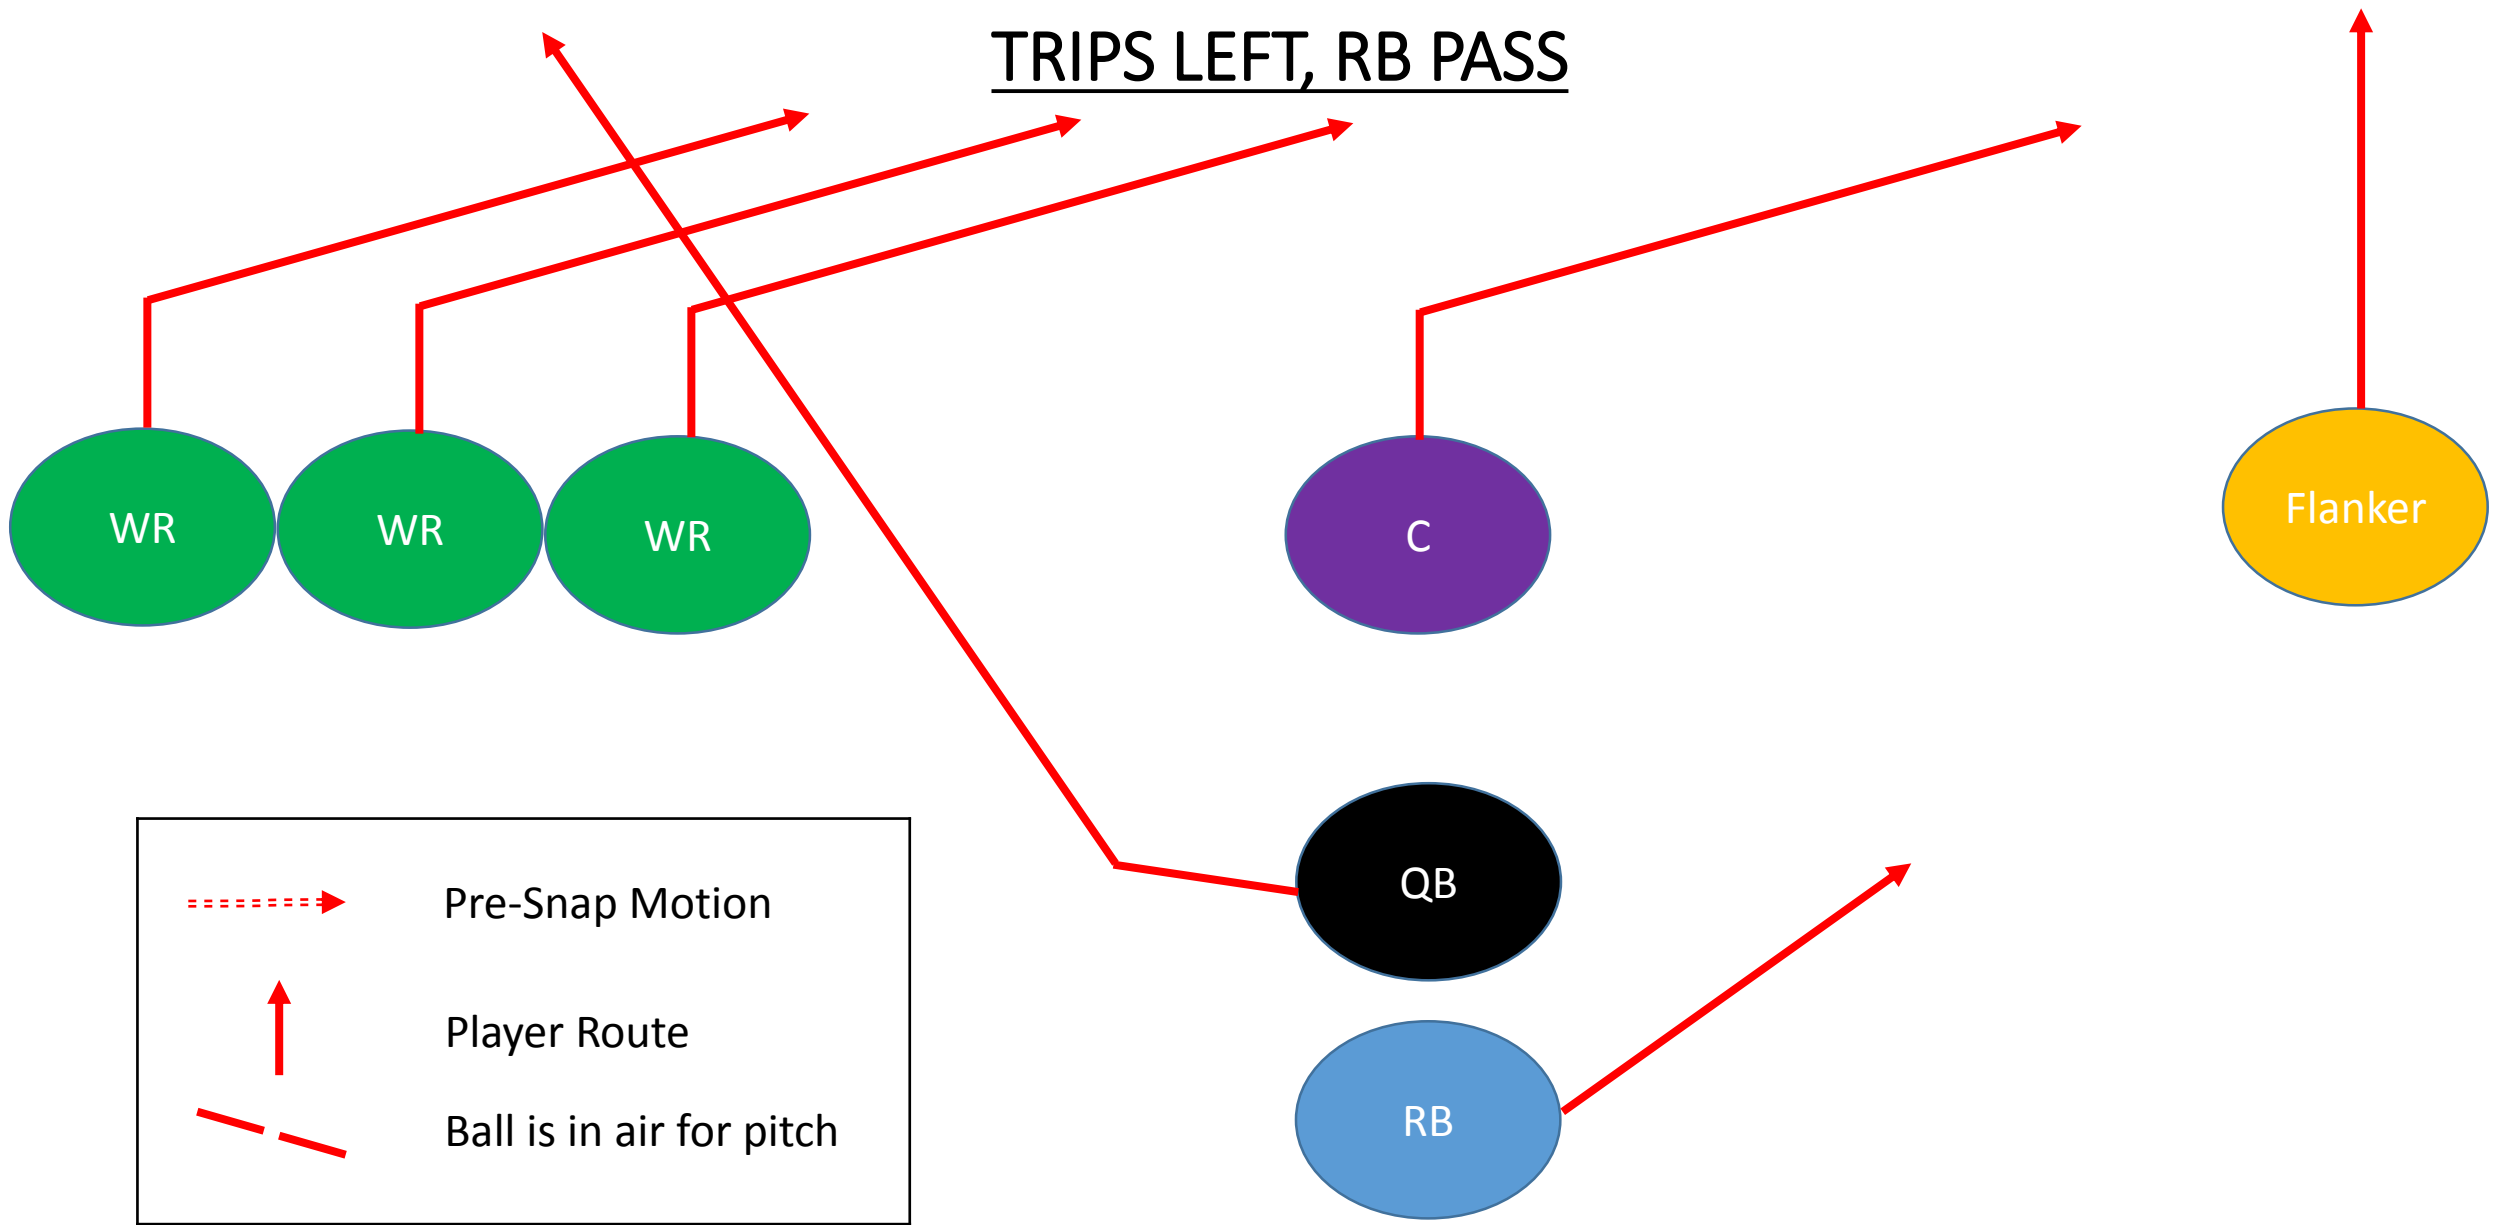 TRIPS LEFT, RB PASS
WR
WR
WR
C
Flanker
QB
RB
Pre-Snap Motion
Player Route
Ball is in air for pitch